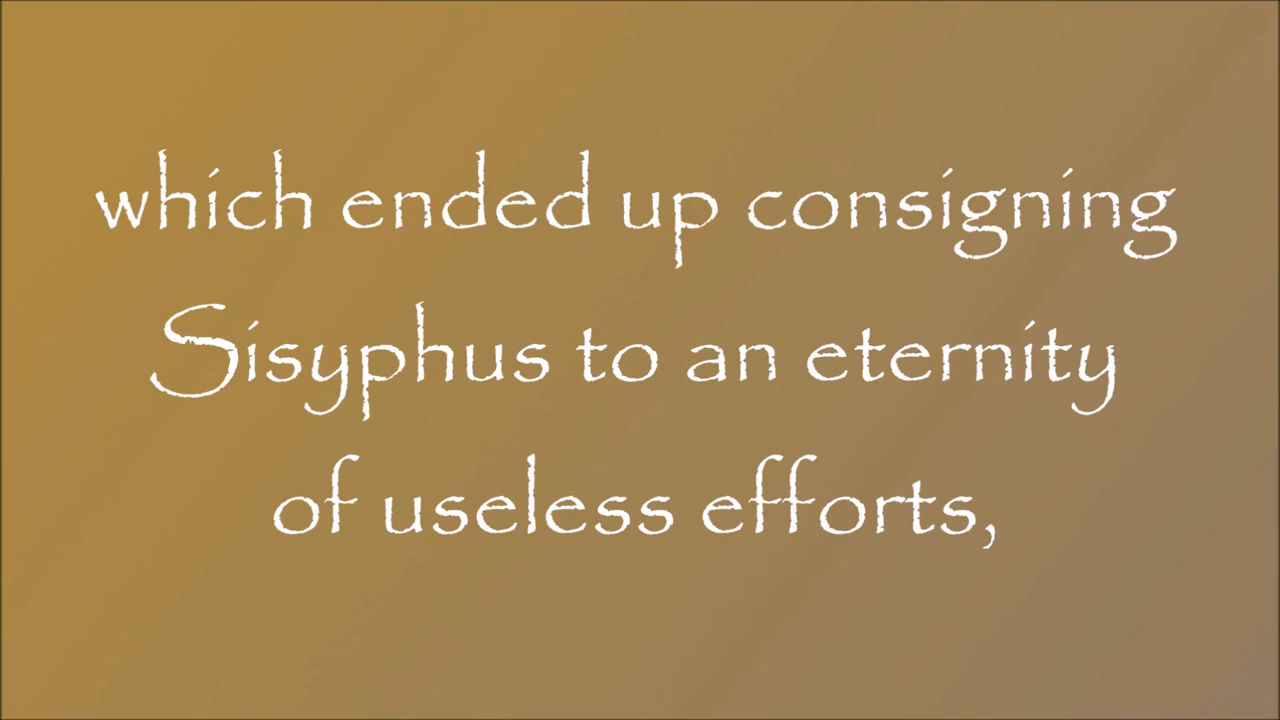 which ended up consigning
Sisyphus to an eternity
of useless efforts,